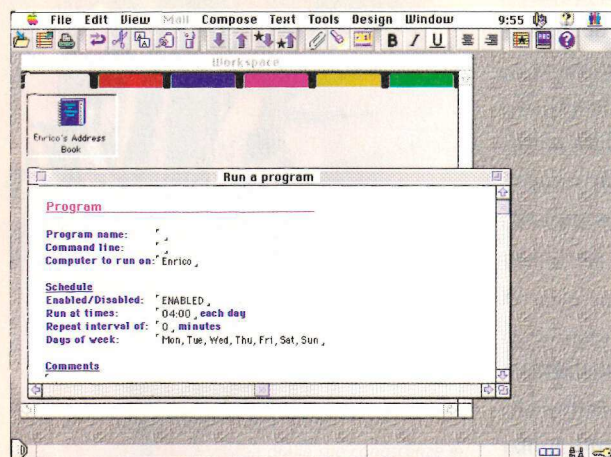 File Edit View Mail Compose Text Tools Design Window 9:55
B I U
Workspace
Enrico's Address
Book
Run a program
Program
Program name:
Command line:
Computer to run on: Enrico
Schedule
Enabled/Disabled: ENABLED
Run at times: 04:00 each day
Repeat interval of: 0 minutes
Days of week: Mon, Tue, Wed, Thu, Fri, Sat, Sun
Comments